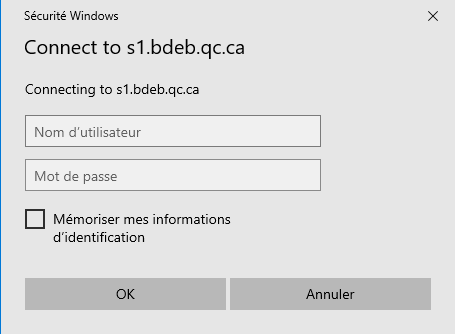 Sécurité Windows
Connect to s1.bdeb.qc.ca
Connecting to s1.bdeb.qc.ca
Nom d'utilisateur
Mot de passe
Mémoriser mes informations
d'identification
OK
Annuler